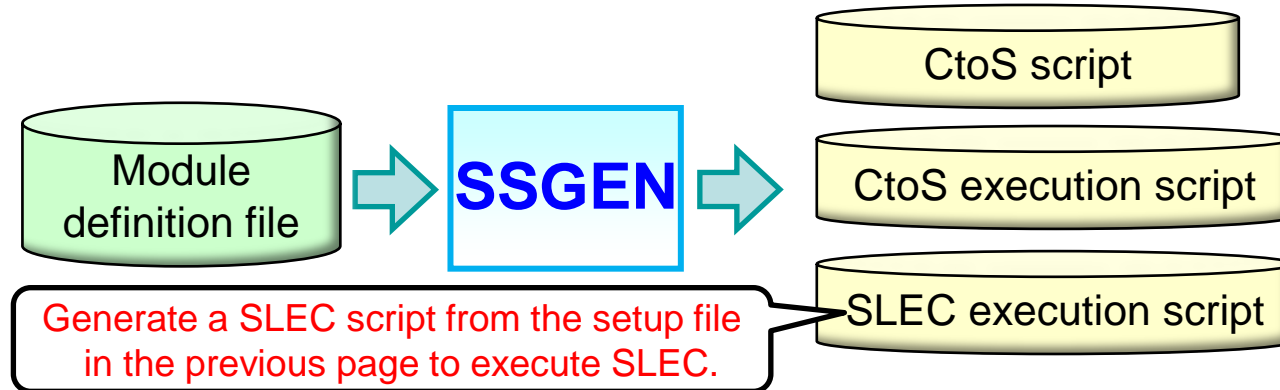 Module
definition file
SSGEN
CtoS script
CtoS execution script
SLEC execution script
Generate a SLEC script from the setup file
in the previous page to execute SLEC.